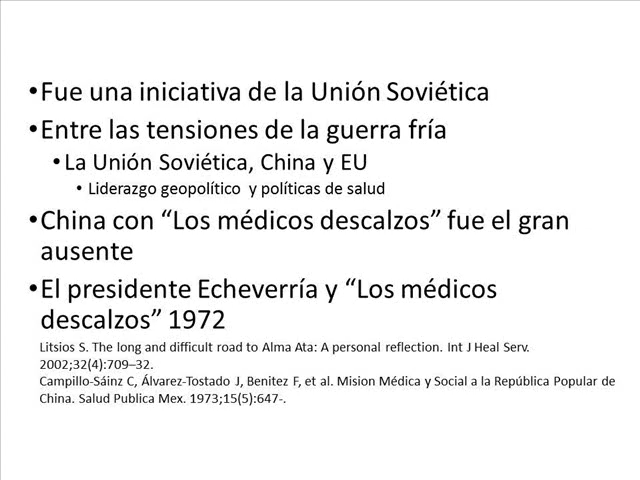 •Fue una iniciativa de la Unión Soviética
•Entre las tensiones de la guerra fría
•La Unión Soviética, China y EU
• Liderazgo geopolítico y políticas de salud
•China con “Los médicos descalzos” fue el gran
ausente
•El presidente Echeverría y “Los médicos
descalzos” 1972
Litsios S. The long and difficult road to Alma Ata: A personal reflection. Int J Heal Serv.
2002;32(4):709–32.
Campillo-Sáinz C, Álvarez-Tostado J, Benitez F, et al. Mision Médica y Social a la República Popular de
China. Salud Publica Mex. 1973;15(5):647-.